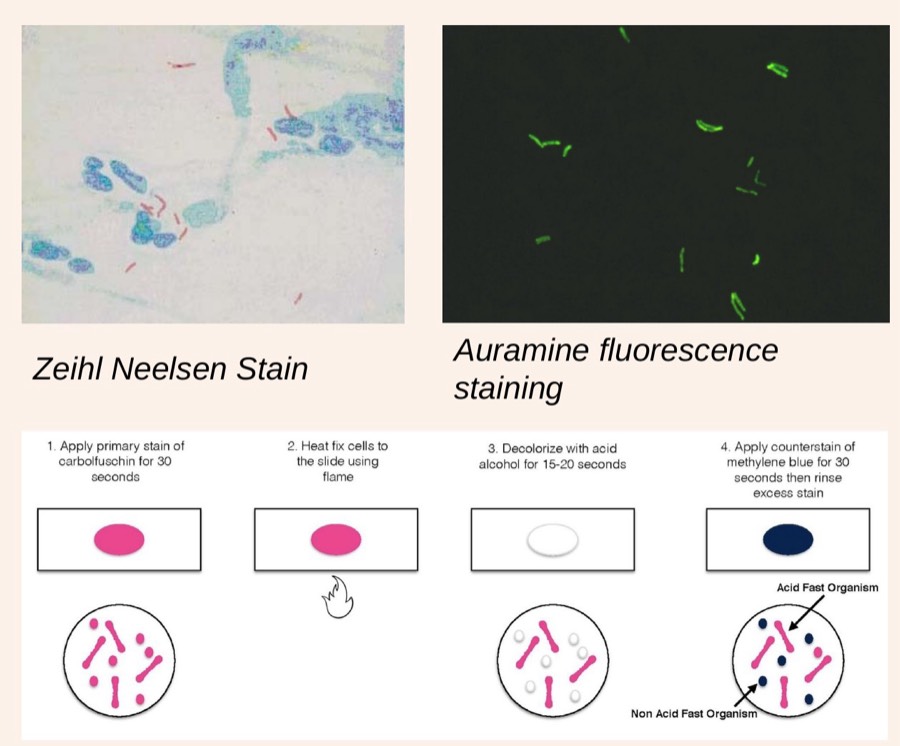 Zeihl Neelsen Stain
Auramine fluorescence
staining
1. Apply primary stain of
carbolfuschin for 30
seconds
2. Heat fix cells to
the slide using
flame
3. Decolorize with acid
alcohol for 15-20 seconds
4. Apply counterstain of
methylene blue for 30
seconds then rinse
excess stain
Acid Fast Organism
Non Acid Fast Organism